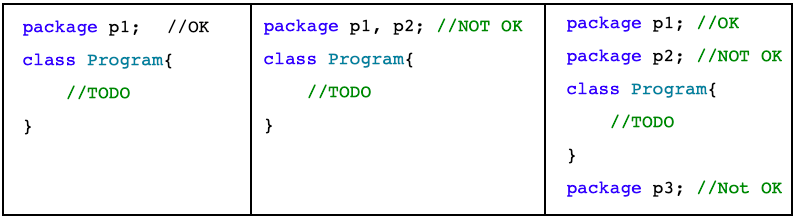 package p1;   //OK
class Program{
    //TODO
}
package p1, p2; //NOT OK
class Program{
    //TODO
}
package p1; //OK
package p2; //NOT OK
class Program{
    //TODO
}
package p3; //Not OK